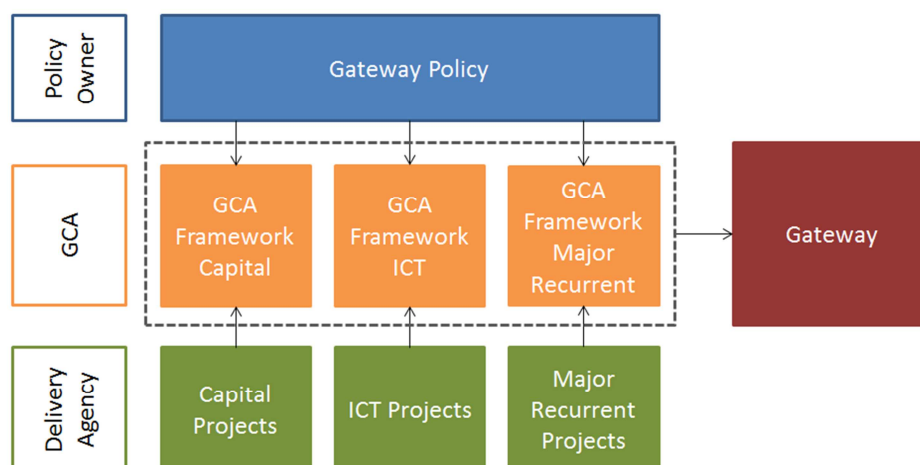 Policy
Owner
Gateway Policy
GCA
GCA
Framework
Capital
GCA
Framework
ICT
GCA
Framework
Major
Recurrent
Gateway
Delivery
Agency
Capital
Projects
ICT Projects
Major
Recurrent
Projects